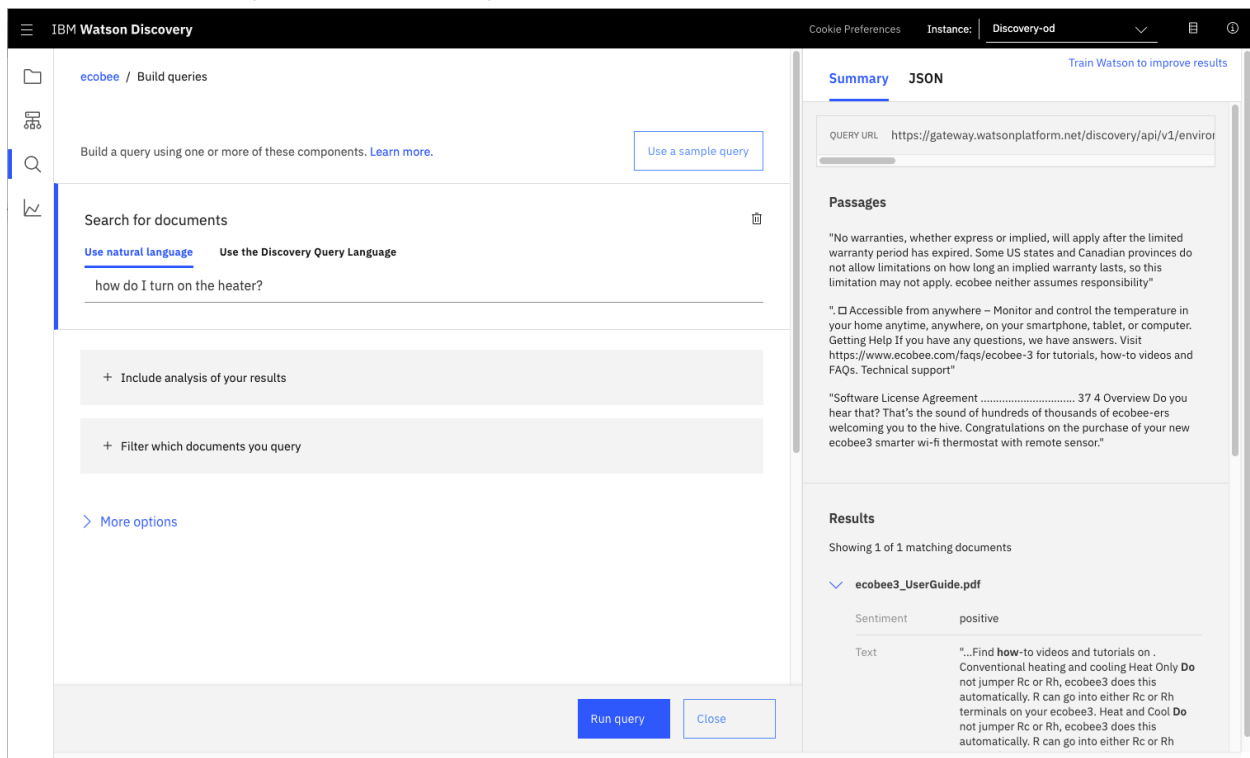 IBM Watson Discovery
Cookie Preferences
Instance:
Discovery-od
ecobee / Build queries
Build a query using one or more of these components. Learn more.
Use a sample query
Search for documents
Use natural language
Use the Discovery Query Language
how do I turn on the heater?
+ Include analysis of your results
+ Filter which documents you query
More options
Run query
Close
Train Watson to improve results
Summary
JSON
QUERY URL https://gateway.watsonplatform.net/discovery/api/v1/enviro
Passages
"No warranties, whether express or implied, will apply after the limited
warranty period has expired. Some US states and Canadian provinces do
not allow limitations on how long an implied warranty lasts, so this
limitation may not apply. ecobee neither assumes responsibility"
". ☐ Accessible from anywhere – Monitor and control the temperature in
your home anytime, anywhere, on your smartphone, tablet, or computer.
Getting Help If you have any questions, we have answers. Visit
https://www.ecobee.com/faqs/ecobee-3 for tutorials, how-to videos and
FAQs. Technical support"
"Software License Agreement .............................. 37 4 Overview Do you
hear that? That's the sound of hundreds of thousands of ecobee-ers
welcoming you to the hive. Congratulations on the purchase of your new
ecobee3 smarter wi-fi thermostat with remote sensor."
Results
Showing 1 of 1 matching documents
ecobee3_UserGuide.pdf
Sentiment positive
Text "...Find how-to videos and tutorials on .
Conventional heating and cooling Heat Only Do
not jumper Rc or Rh, ecobee3 does this
automatically. R can go into either Rc or Rh
terminals on your ecobee3. Heat and Cool Do
not jumper Rc or Rh, ecobee3 does this
automatically. R can go into either Rc or Rh